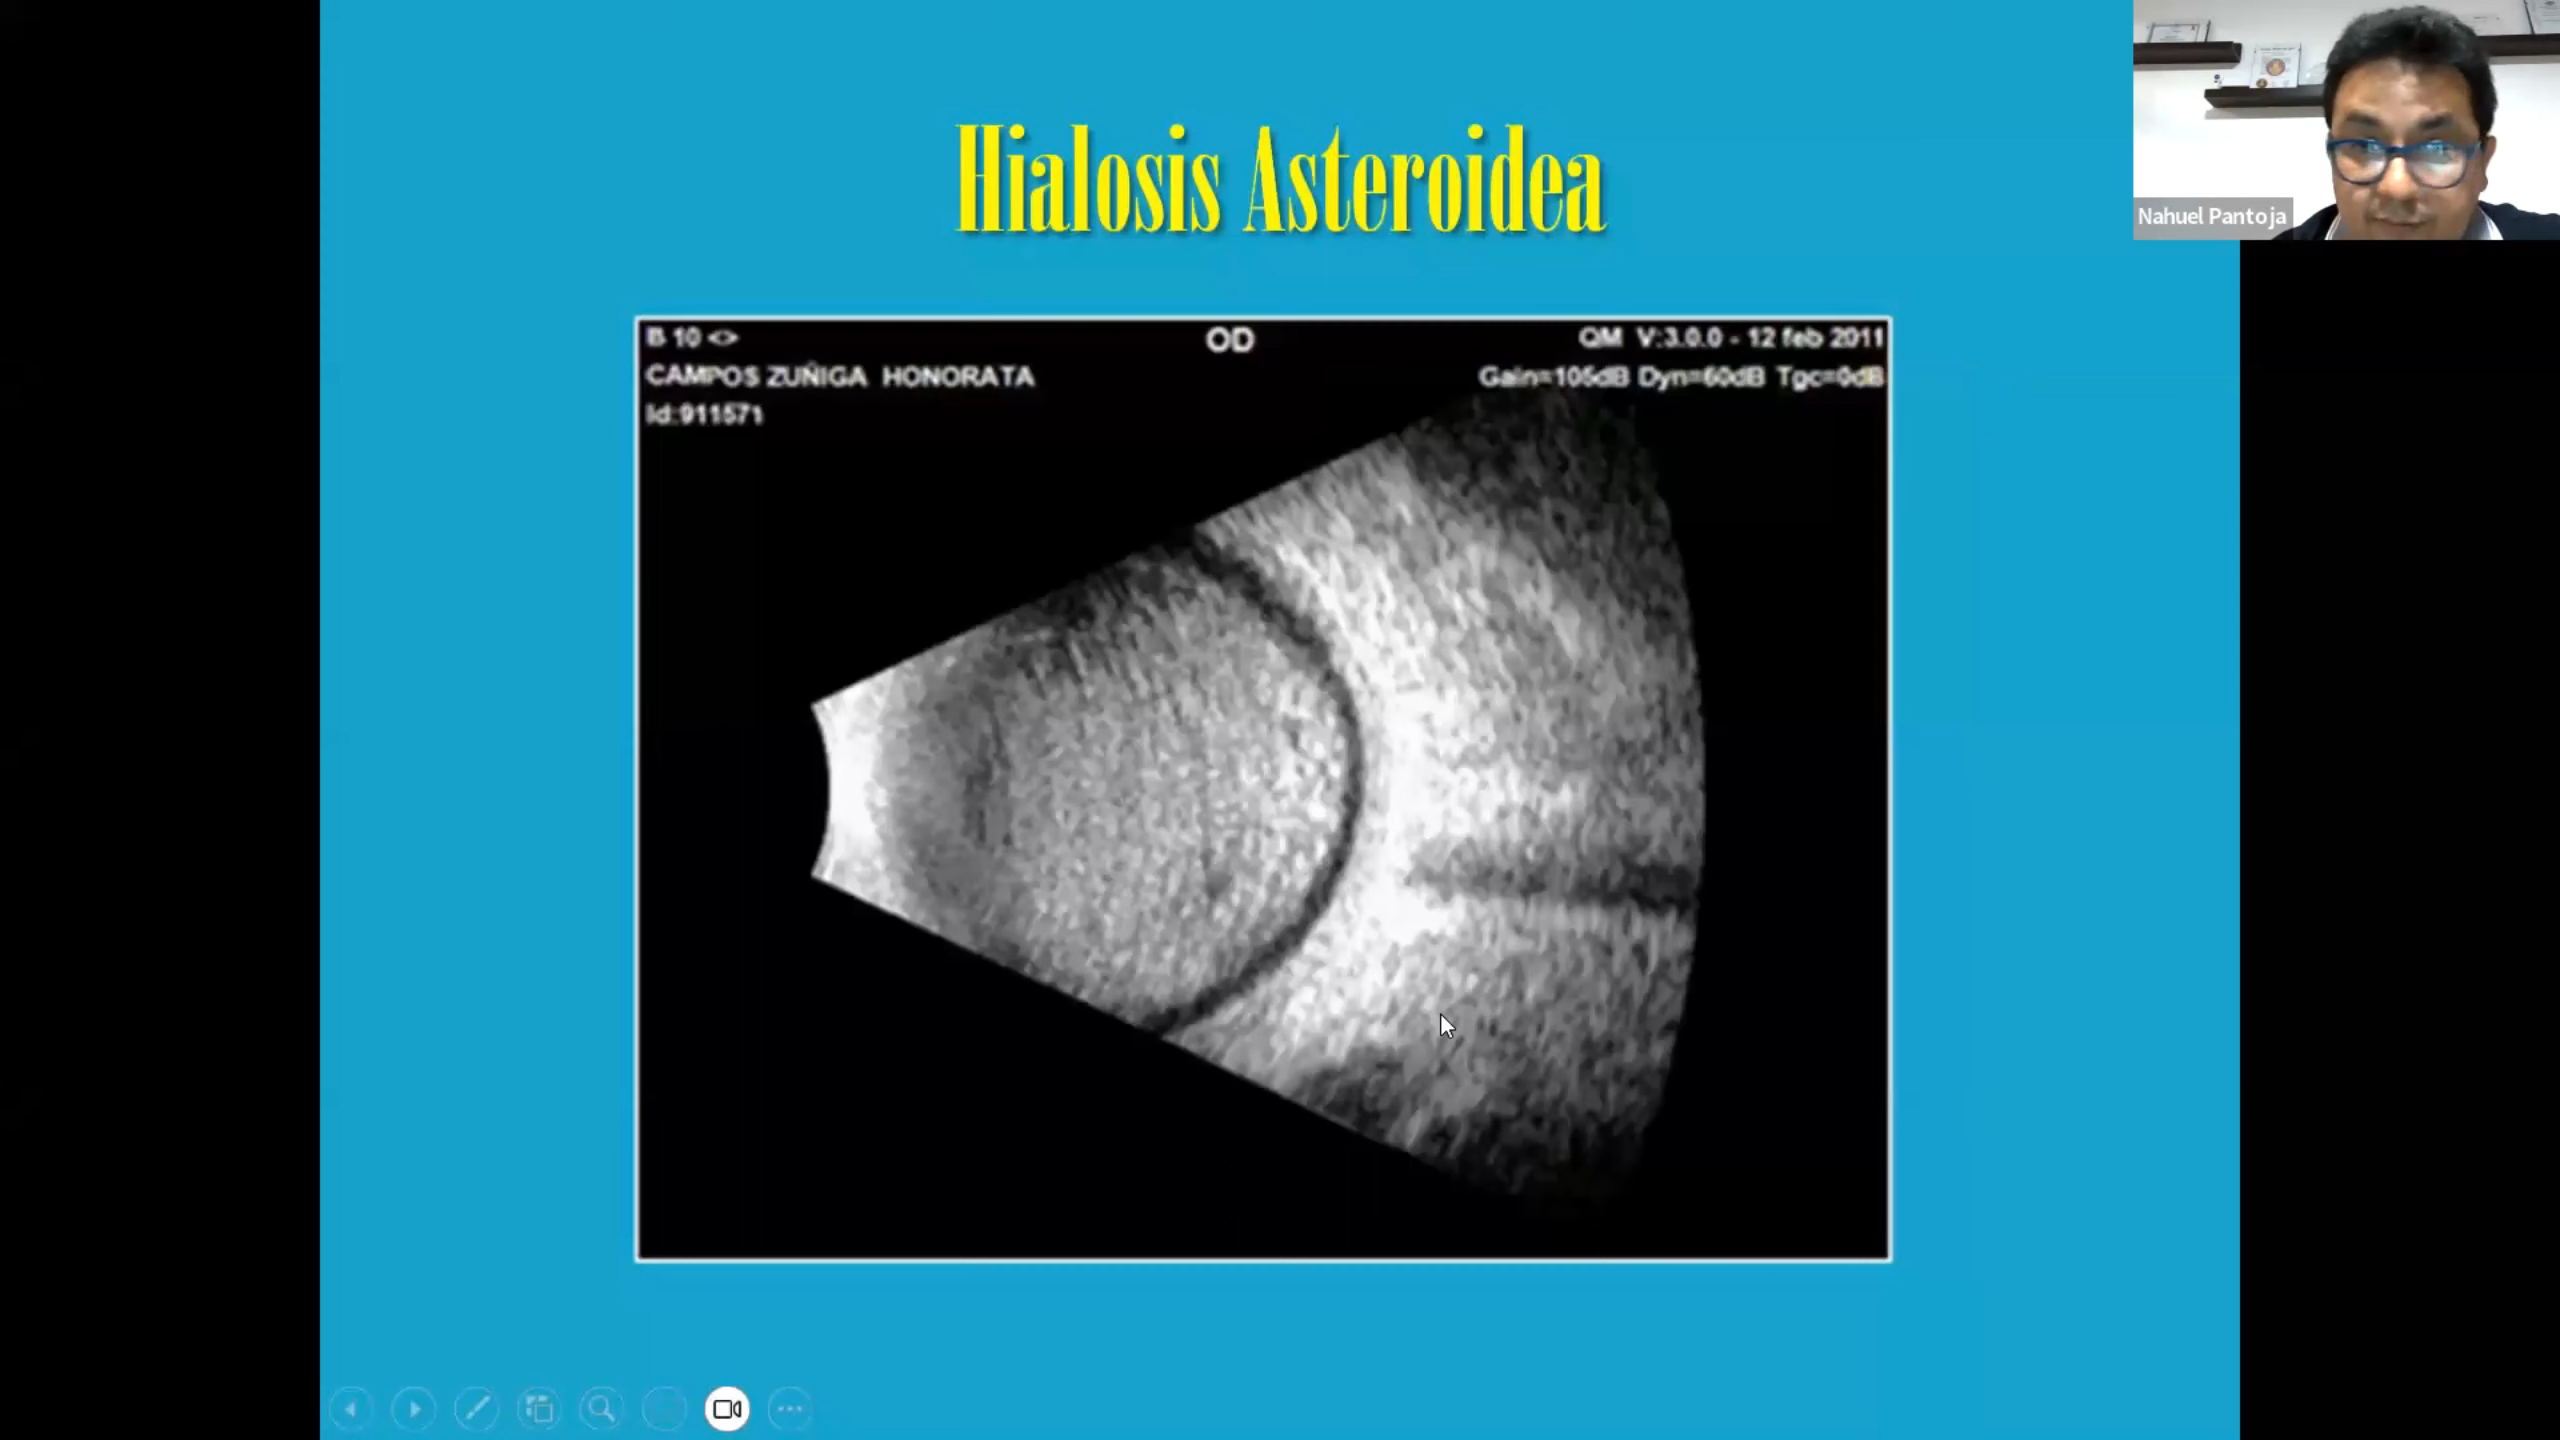 Hialosis Asteroidea
Nahuel Pantoja
B 10
OD
QM V:3.0.0 - 12 feb 2011
CAMPOS ZUÑIGA HONORATA
Gain=105dB Dyn=60dB Tgc=0dB
Id:911571